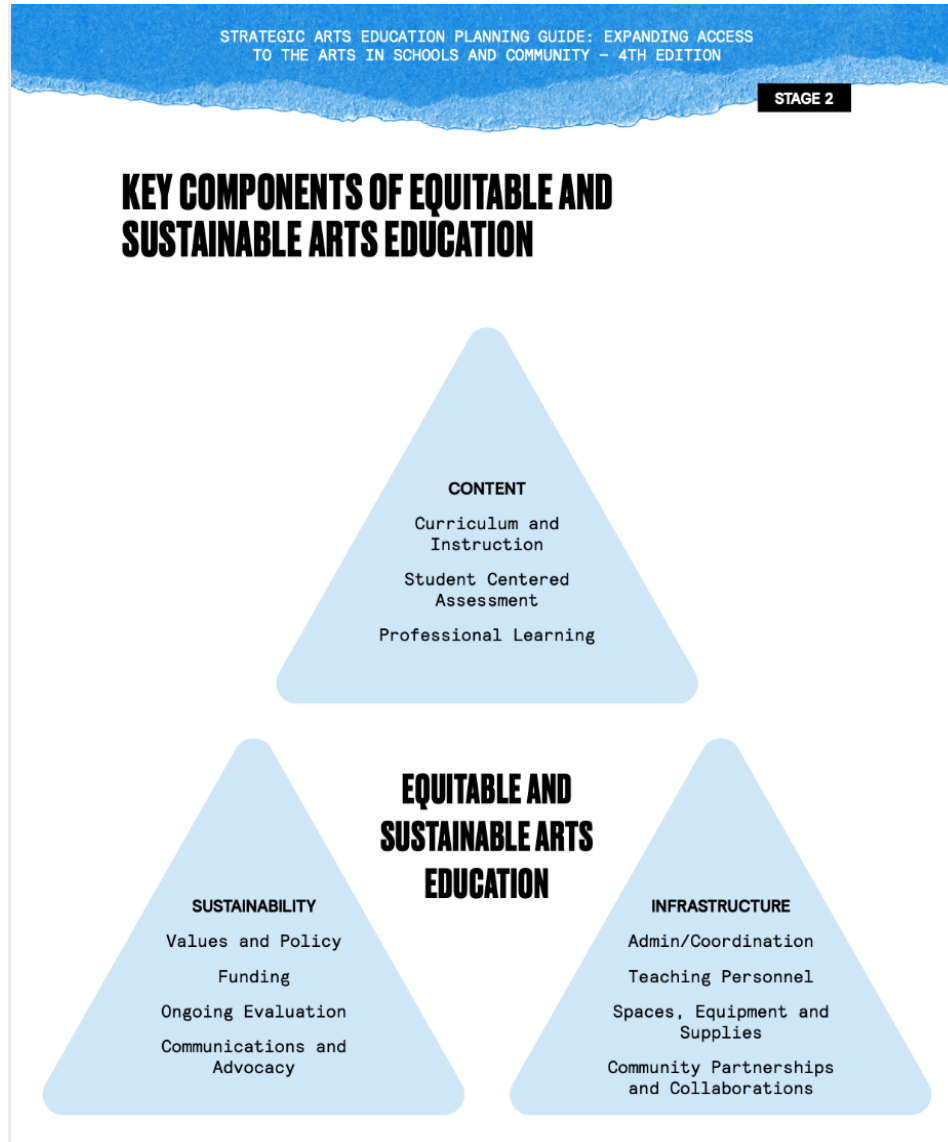 STRATEGIC ARTS EDUCATION PLANNING GUIDE: EXPANDING ACCESS
TO THE ARTS IN SCHOOLS AND COMMUNITY – 4TH EDITION
STAGE 2
KEY COMPONENTS OF EQUITABLE AND
SUSTAINABLE ARTS EDUCATION
CONTENT
Curriculum and
Instruction
Student Centered
Assessment
Professional Learning
EQUITABLE AND
SUSTAINABLE ARTS
EDUCATION
SUSTAINABILITY
Values and Policy
Funding
Ongoing Evaluation
Communications and
Advocacy
INFRASTRUCTURE
Admin/Coordination
Teaching Personnel
Spaces, Equipment and
Supplies
Community Partnerships
and Collaborations